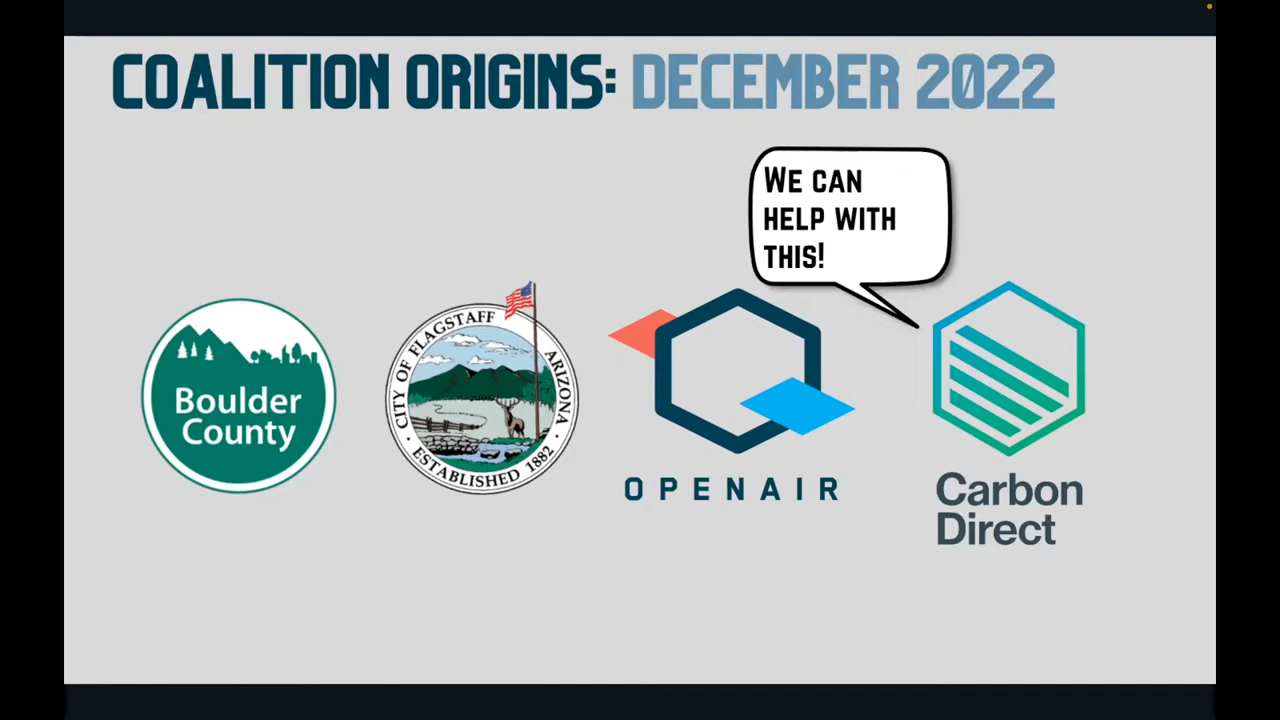 COALITION ORIGINS: DECEMBER 2022
WE CAN
HELP WITH
THIS!
Boulder
County
CITY OF FLAGSTAFF
ARIZONA
· ESTABLISHED 1882 ·
OPENAIR
Carbon
Direct